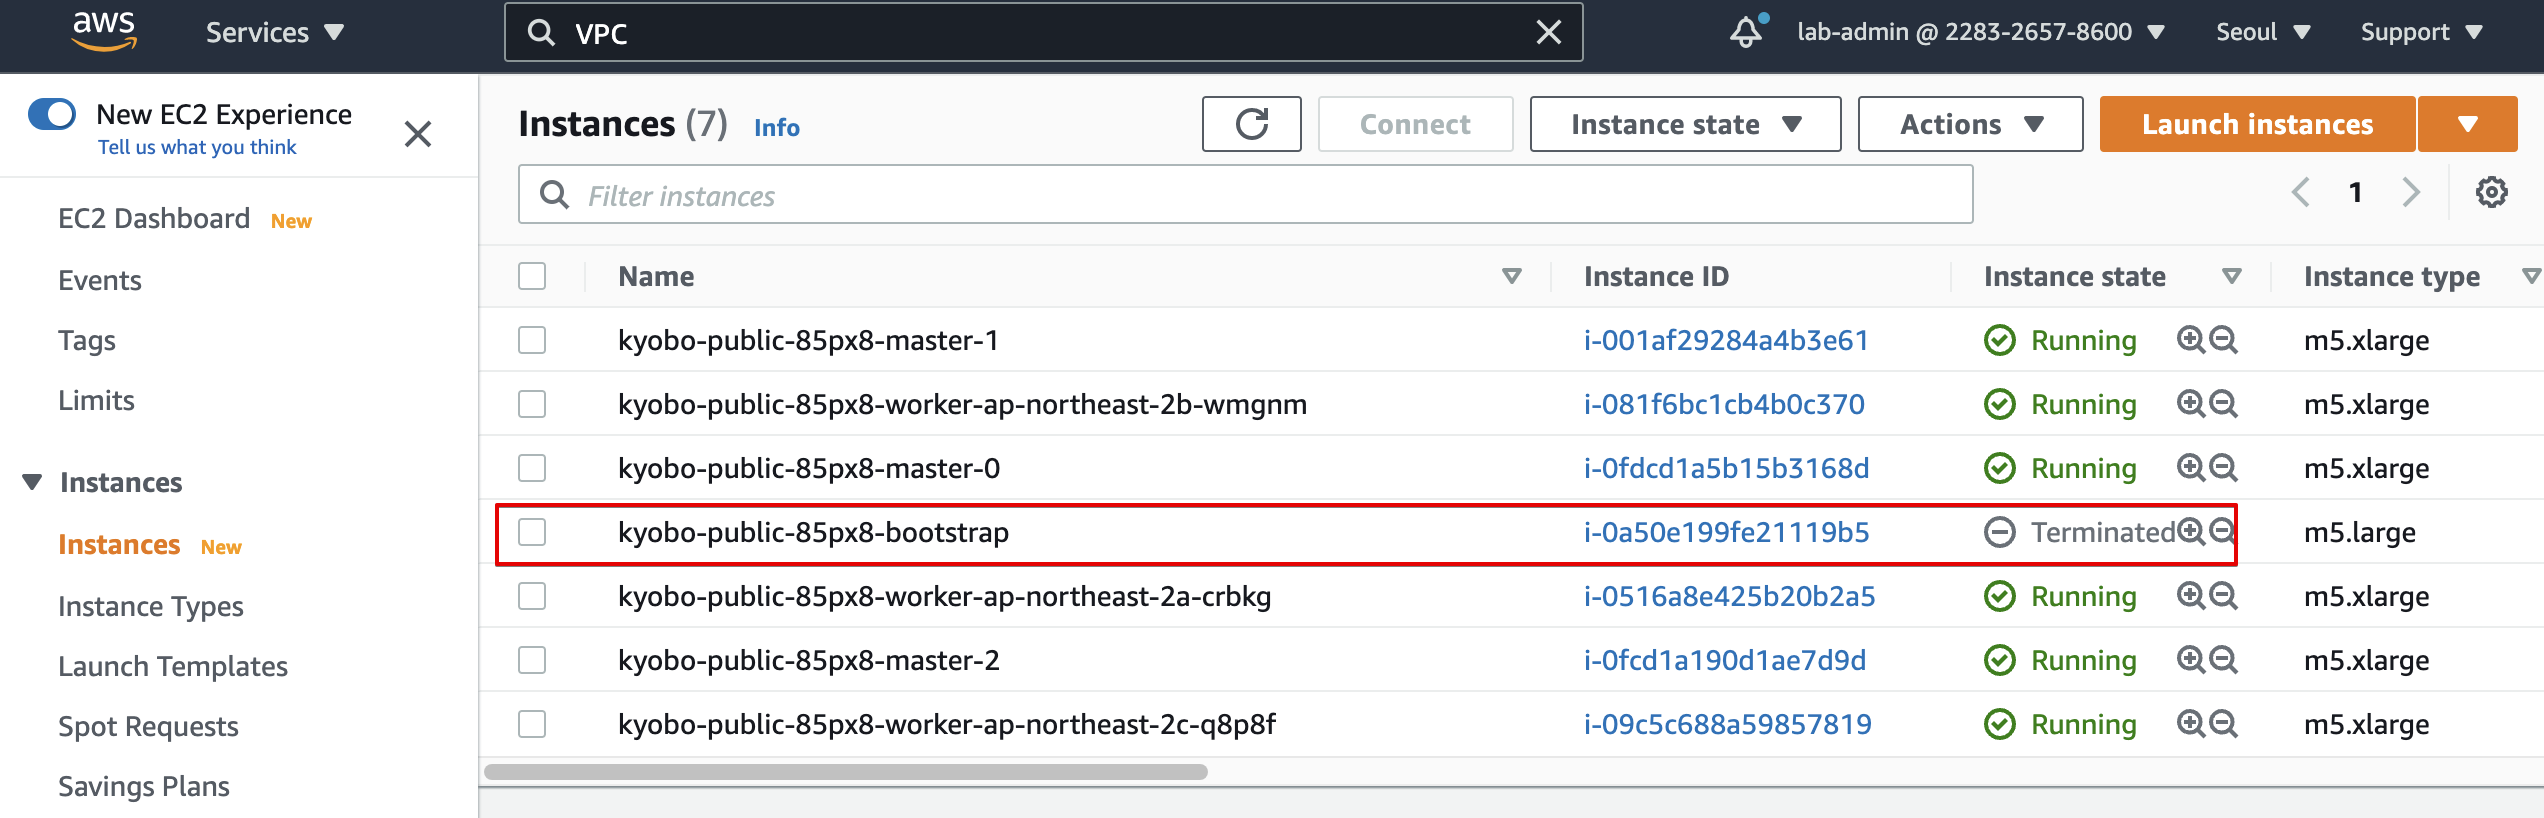 aws
Services
VPC
lab-admin @ 2283-2657-8600
Seoul
Support
New EC2 Experience
Tell us what you think
EC2 Dashboard New
Events
Tags
Limits
Instances
Instances New
Instance Types
Launch Templates
Spot Requests
Savings Plans
Instances (7) Info
Connect
Instance state
Actions
Launch instances
Filter instances
1
Name Instance ID Instance state Instance type
kyobo-public-85px8-master-1 i-001af29284a4b3e61 Running m5.xlarge
kyobo-public-85px8-worker-ap-northeast-2b-wmgnm i-081f6bc1cb4b0c370 Running m5.xlarge
kyobo-public-85px8-master-0 i-0fdcd1a5b15b3168d Running m5.xlarge
kyobo-public-85px8-bootstrap i-0a50e199fe21119b5 Terminated m5.large
kyobo-public-85px8-worker-ap-northeast-2a-crbkg i-0516a8e425b20b2a5 Running m5.xlarge
kyobo-public-85px8-master-2 i-0fcd1a190d1ae7d9d Running m5.xlarge
kyobo-public-85px8-worker-ap-northeast-2c-q8p8f i-09c5c688a59857819 Running m5.xlarge